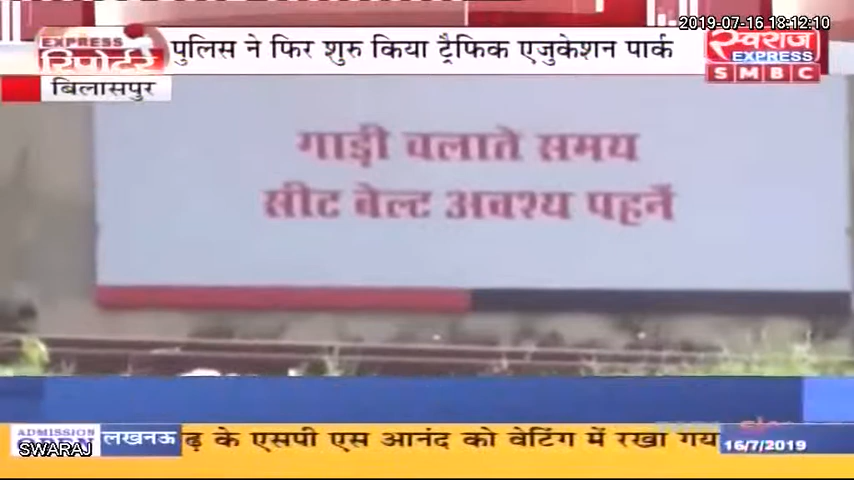 2019-07-16 18:12:10
EXPRESS
रिपोर्टर
पुलिस ने फिर शुरु किया ट्रैफिक एजुकेशन पार्क
स्वराज
EXPRESS
SMBC
बिलासपुर
गाड़ी चलाते समय
सीट बेल्ट अवश्य पहनें
ADMISSION
OPEN
SWARAJ
लखनऊ
ढ़ के एसपी एस आनंद को वेटिंग में रखा गय
16/7/2019